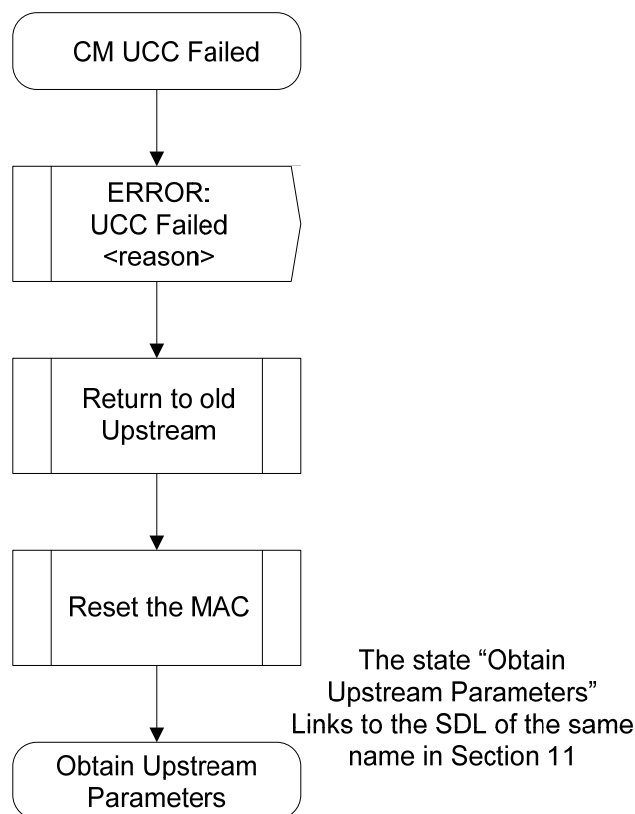 CM UCC Failed
ERROR:
UCC Failed
<reason>
Return to old
Upstream
Reset the MAC
The state “Obtain
Upstream Parameters”
Links to the SDL of the same
name in Section 11
Obtain Upstream
Parameters